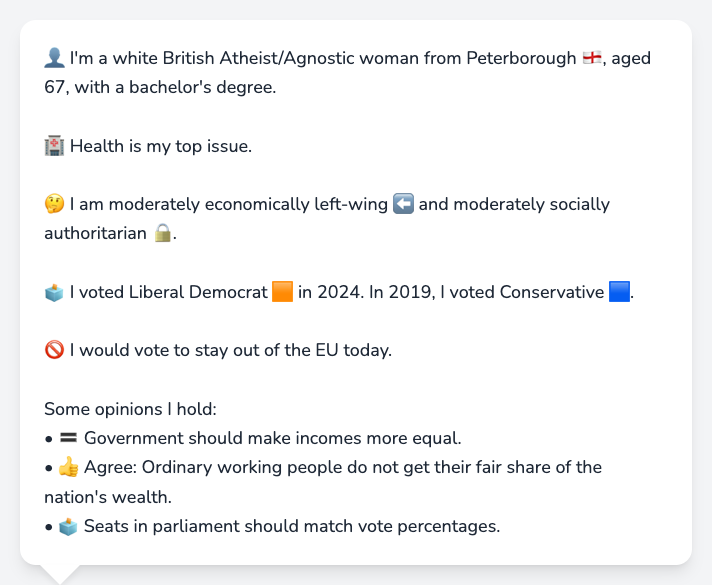 👤 I'm a white British Atheist/Agnostic woman from Peterborough 🏴󠁧󠁢󠁥󠁮󠁧󠁿, aged
67, with a bachelor's degree.
🏥 Health is my top issue.
🤔 I am moderately economically left-wing ⬅️ and moderately socially
authoritarian 🔒.
🗳️ I voted Liberal Democrat 🟧 in 2024. In 2019, I voted Conservative 🟦.
🚫 I would vote to stay out of the EU today.
Some opinions I hold:
• 🟰 Government should make incomes more equal.
• 👍 Agree: Ordinary working people do not get their fair share of the
nation's wealth.
• 🗳️ Seats in parliament should match vote percentages.